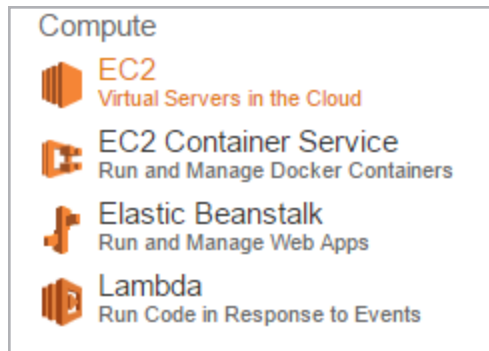 Compute
EC2
Virtual Servers in the Cloud
EC2 Container Service
Run and Manage Docker Containers
Elastic Beanstalk
Run and Manage Web Apps
Lambda
Run Code in Response to Events